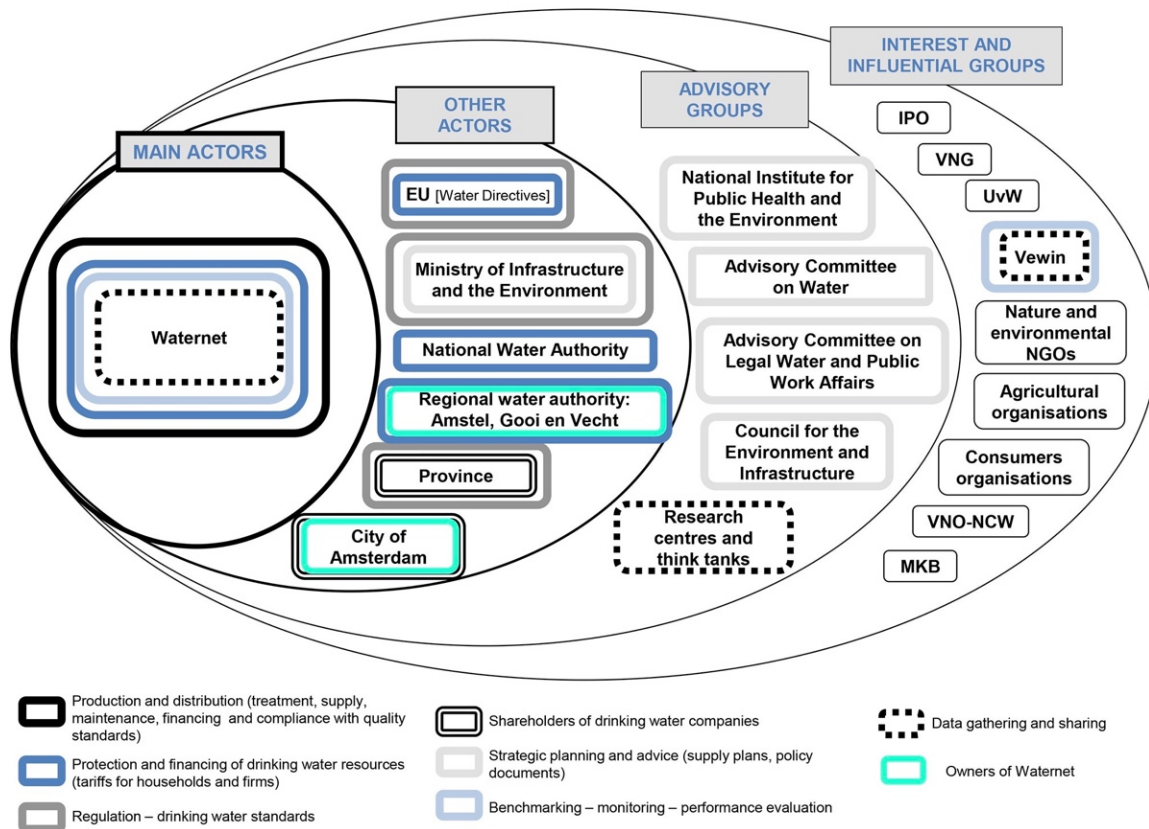 INTEREST AND
INFLUENTIAL GROUPS
ADVISORY
GROUPS
OTHER
ACTORS
MAIN ACTORS
Waternet
EU [Water Directives]
Ministry of Infrastructure
and the Environment
National Water Authority
Regional water authority:
Amstel, Gooi en Vecht
Province
City of
Amsterdam
National Institute for
Public Health and
the Environment
Advisory Committee
on Water
Advisory Committee on
Legal Water and Public
Work Affairs
Council for the
Environment and
Infrastructure
Research
centres and
think tanks
IPO
VNG
UvW
Vewin
Nature and
environmental
NGOs
Agricultural
organisations
Consumers
organisations
VNO-NCW
MKB
Production and distribution (treatment, supply,
maintenance, financing and compliance with quality
standards)
Protection and financing of drinking water resources
(tariffs for households and firms)
Regulation – drinking water standards
Shareholders of drinking water companies
Strategic planning and advice (supply plans, policy
documents)
Benchmarking – monitoring – performance evaluation
Data gathering and sharing
Owners of Waternet